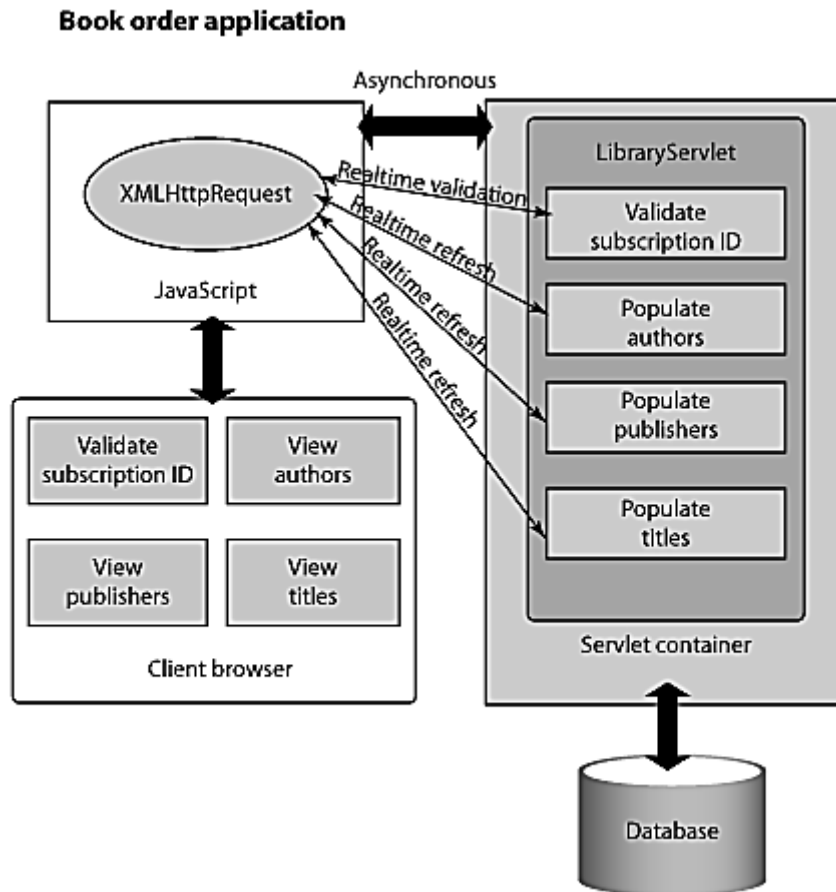 Book order application
Asynchronous
XMLHttpRequest
JavaScript
Realtime validation
Realtime refresh
Realtime refresh
Realtime refresh
LibraryServlet
Validate
subscription ID
Populate
authors
Populate
publishers
Populate
titles
Servlet container
Validate
subscription ID
View
authors
View
publishers
View
titles
Client browser
Database